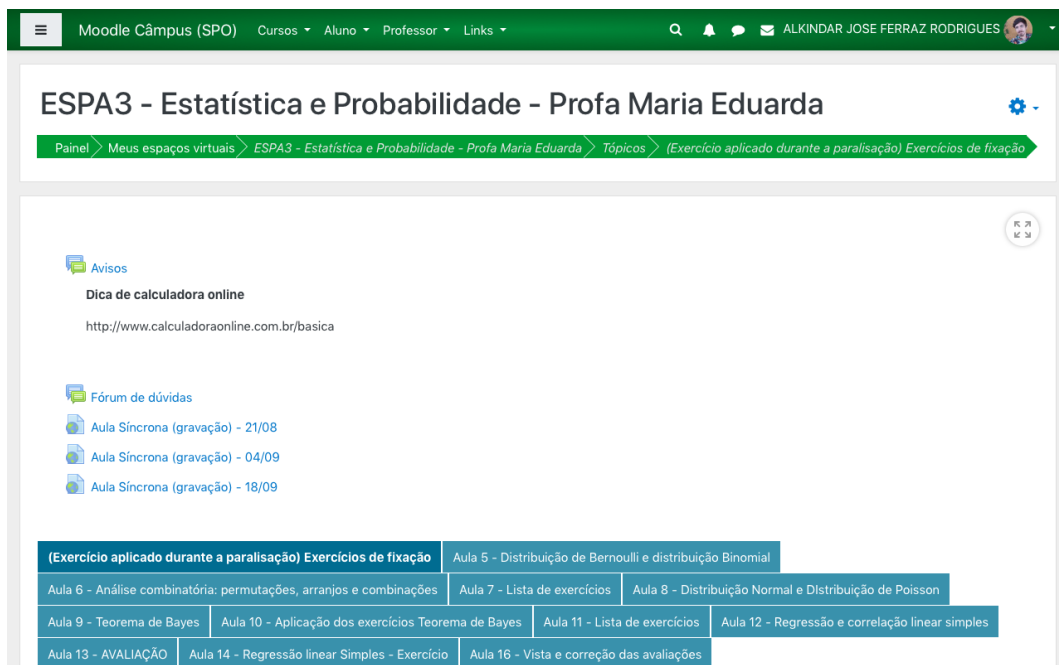 Moodle Câmpus (SPO) Cursos Aluno Professor Links ALKINDAR JOSE FERRAZ RODRIGUES
ESPA3 - Estatística e Probabilidade - Profa Maria Eduarda
Painel Meus espaços virtuais ESPA3 - Estatística e Probabilidade - Profa Maria Eduarda Tópicos (Exercício aplicado durante a paralisação) Exercícios de fixação
Avisos
Dica de calculadora online
http://www.calculadoraonline.com.br/basica
Fórum de dúvidas
Aula Síncrona (gravação) - 21/08
Aula Síncrona (gravação) - 04/09
Aula Síncrona (gravação) - 18/09
(Exercício aplicado durante a paralisação) Exercícios de fixação Aula 5 - Distribuição de Bernoulli e distribuição Binomial
Aula 6 - Análise combinatória: permutações, arranjos e combinações Aula 7 - Lista de exercícios Aula 8 - Distribuição Normal e DIstribuição de Poisson
Aula 9 - Teorema de Bayes Aula 10 - Aplicação dos exercícios Teorema de Bayes Aula 11 - Lista de exercícios Aula 12 - Regressão e correlação linear simples
Aula 13 - AVALIAÇÃO Aula 14 - Regressão linear Simples - Exercício Aula 16 - Vista e correção das avaliações